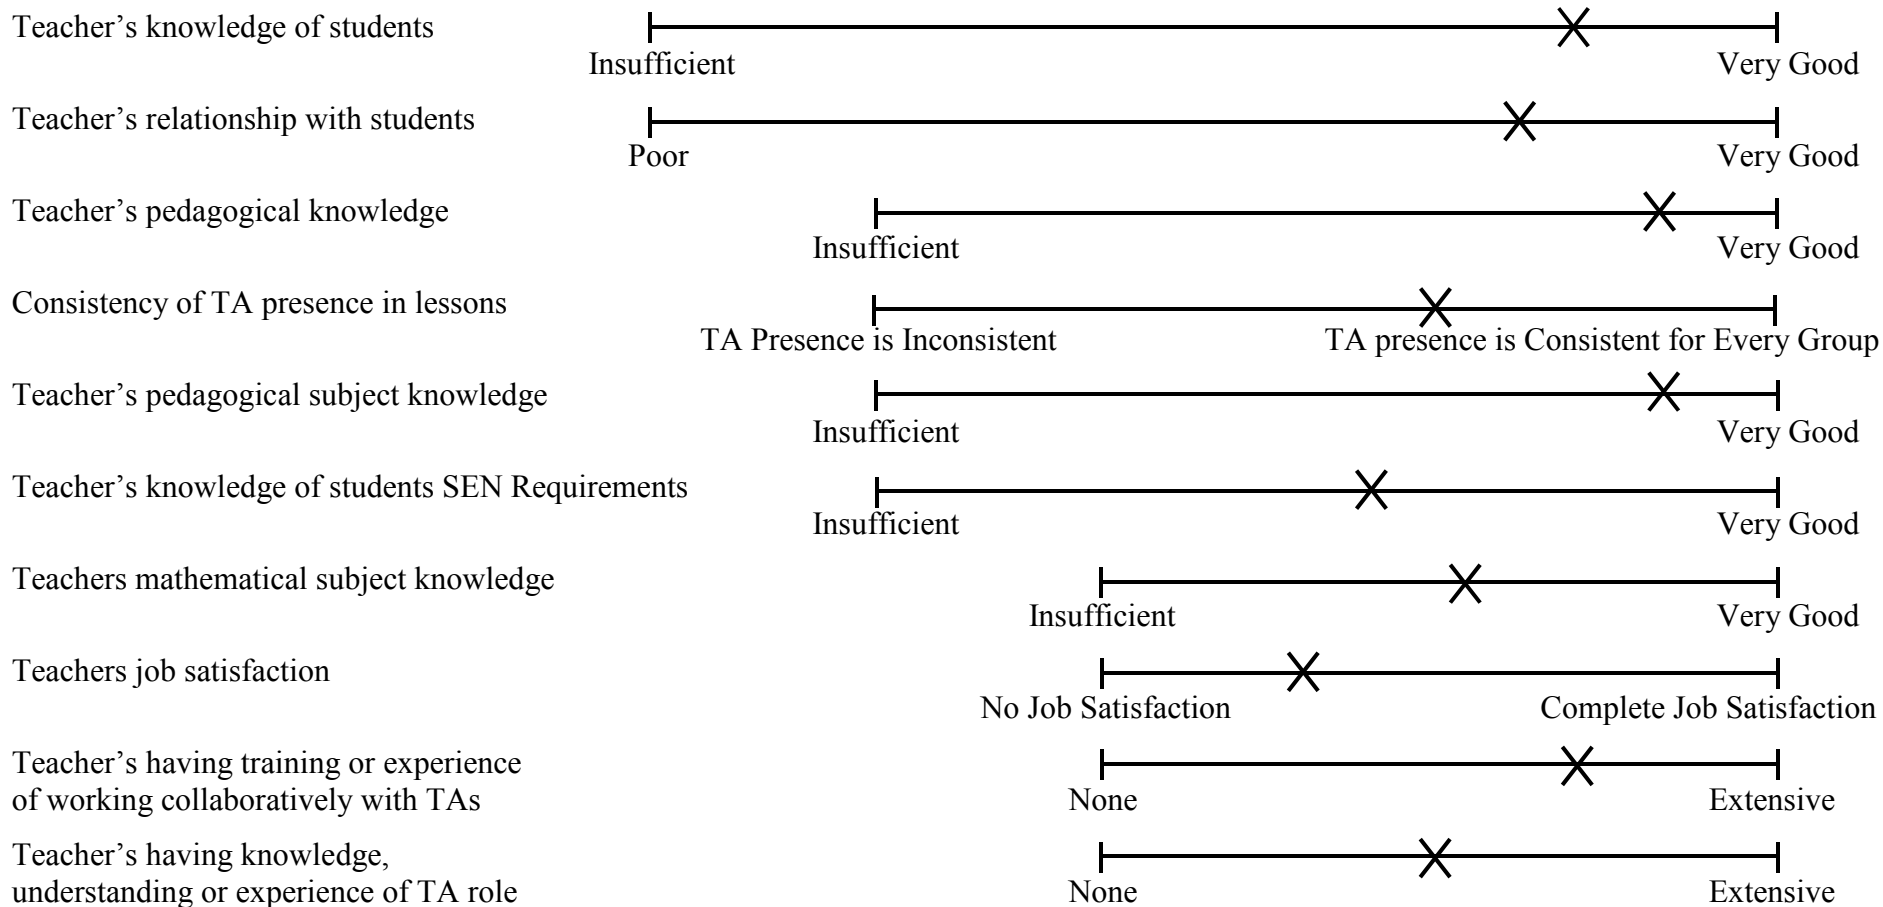 Teacher’s knowledge of students
Insufficient Very Good
Teacher’s relationship with students
Poor Very Good
Teacher’s pedagogical knowledge
Insufficient Very Good
Consistency of TA presence in lessons
TA Presence is Inconsistent TA presence is Consistent for Every Group
Teacher’s pedagogical subject knowledge
Insufficient Very Good
Teacher’s knowledge of students SEN Requirements
Insufficient Very Good
Teachers mathematical subject knowledge
Insufficient Very Good
Teachers job satisfaction
No Job Satisfaction Complete Job Satisfaction
Teacher’s having training or experience
of working collaboratively with TAs
None Extensive
Teacher’s having knowledge,
understanding or experience of TA role
None Extensive